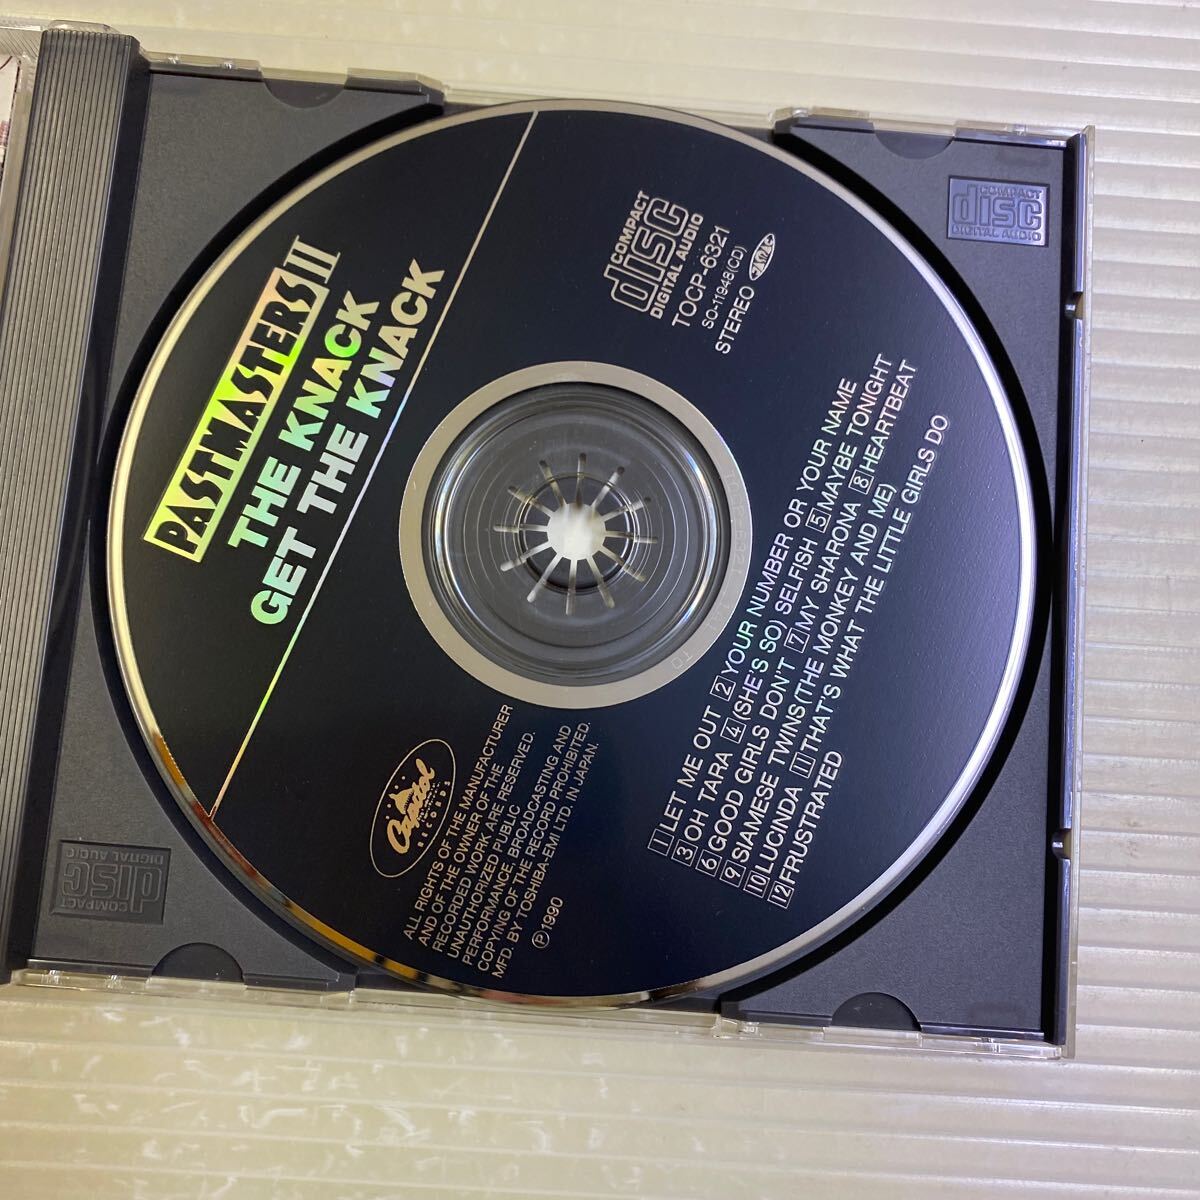 PASTMASTERS II
THE KNACK
GET THE KNACK
COMPACT
disc
DIGITAL AUDIO
TOCP-6321
SO-11948(CD)
STEREO
1 LET ME OUT 2 YOUR NUMBER OR YOUR NAME
3 OH TARA 4 (SHE'S SO) SELFISH 5 MAYBE TONIGHT
6 GOOD GIRLS DON'T 7 MY SHARONA 8 HEARTBEAT
9 SIAMESE TWINS(THE MONKEY AND ME)
10 LUCINDA 11 THAT'S WHAT THE LITTLE GIRLS DO
12 FRUSTRATED
Capitol
RECORDS
ALL RIGHTS OF THE MANUFACTURER
AND OF THE OWNER OF THE
RECORDED WORK ARE RESERVED.
UNAUTHORIZED PUBLIC
PERFORMANCE, BROADCASTING AND
COPYING OF THE RECORD PROHIBITED.
MFD. BY TOSHIBA-EMI LTD. IN JAPAN.
Ⓟ1990
COMPACT
disc
DIGITAL AUDIO
COMPACT
disc
DIGITAL AUDIO